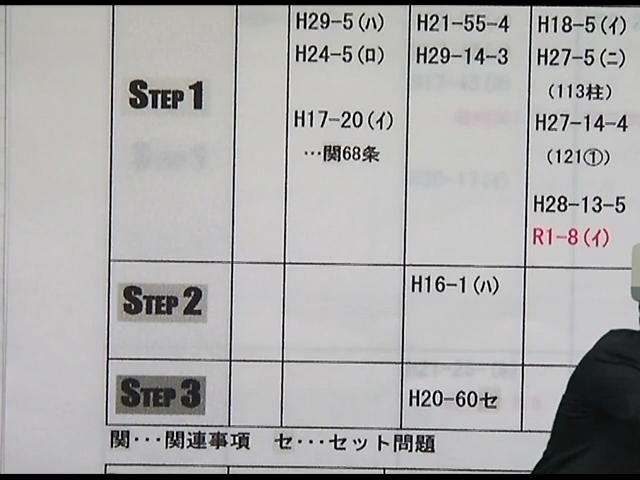 STEP 1
H29-5(ハ)
H24-5(ロ)
H17-20(イ)
…関68条
H21-55-4
H29-14-3
H18-5(イ)
H27-5(ニ)
(113柱)
H27-14-4
(121①)
H28-13-5
R1-8(イ)
STEP 2
H16-1(ハ)
STEP 3
H20-60セ
関…関連事項 セ…セット問題